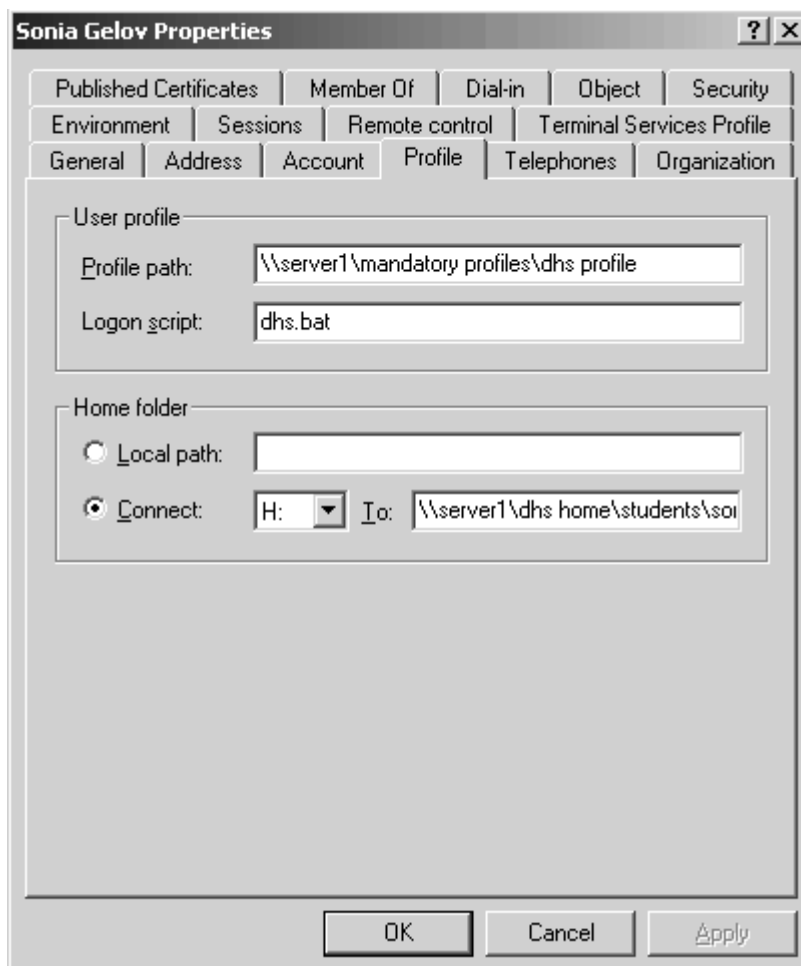 Sonia Gelov Properties ? X
Published Certificates Member Of Dial-in Object Security
Environment Sessions Remote control Terminal Services Profile
General Address Account Profile Telephones Organization
User profile
Profile path: \\server1\mandatory profiles\dhs profile
Logon script: dhs.bat
Home folder
Local path:
Connect: H: To: \\server1\dhs home\students\son
OK Cancel Apply